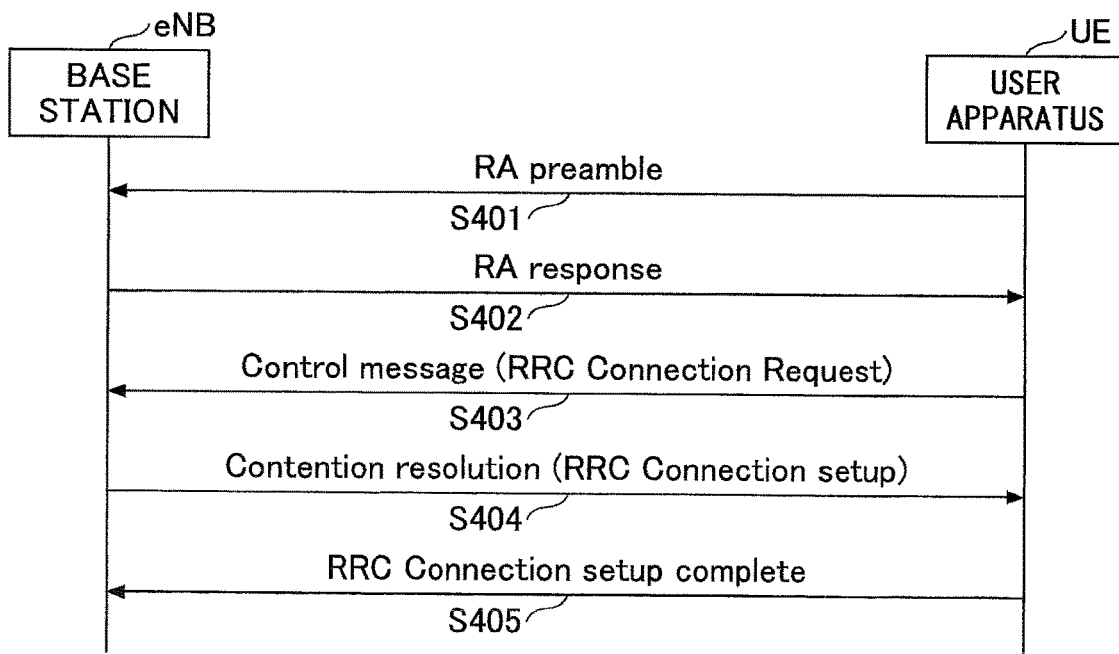 eNB
UE
BASE
STATION
USER
APPARATUS
RA preamble
S401
RA response
S402
Control message (RRC Connection Request)
S403
Contention resolution (RRC Connection setup)
S404
RRC Connection setup complete
S405